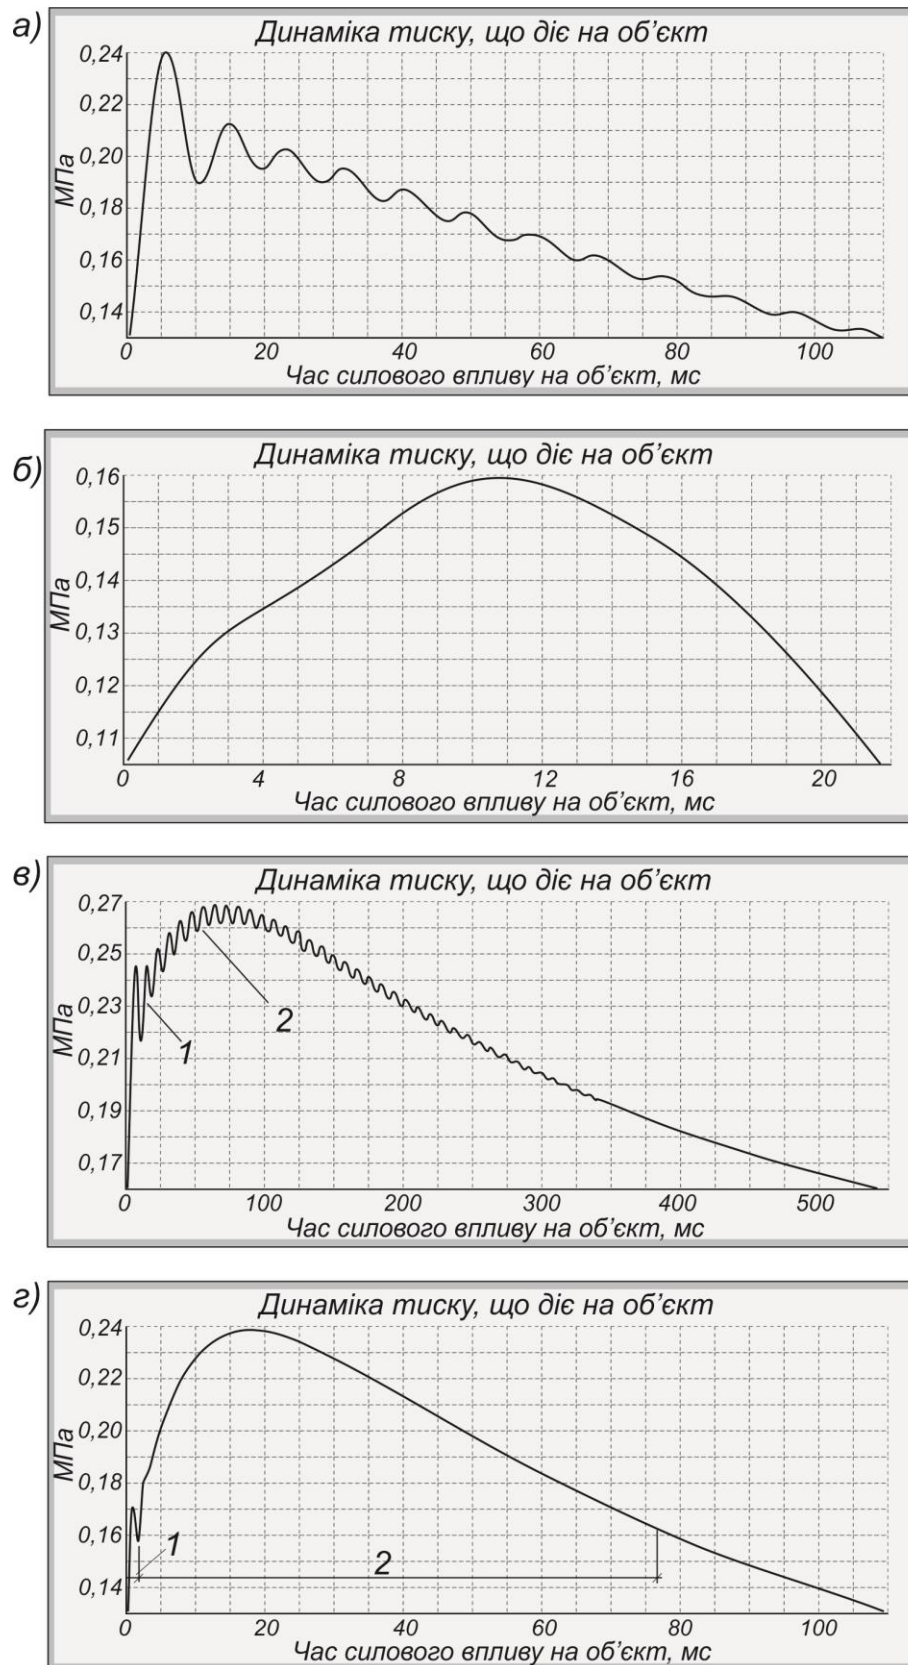 а)
Динаміка тиску, що діє на об’єкт
0,24
0,22
0,20
0,18
0,16
0,14
МПа
0 20 40 60 80 100
Час силового впливу на об’єкт, мс
б)
Динаміка тиску, що діє на об’єкт
0,16
0,15
0,14
0,13
0,12
0,11
МПа
0 4 8 12 16 20
Час силового впливу на об’єкт, мс
в)
Динаміка тиску, що діє на об’єкт
0,27
0,25
0,23
0,21
0,19
0,17
МПа
1
2
0 100 200 300 400 500
Час силового впливу на об’єкт, мс
г)
Динаміка тиску, що діє на об’єкт
0,24
0,22
0,20
0,18
0,16
0,14
МПа
1
2
0 20 40 60 80 100
Час силового впливу на об’єкт, мс